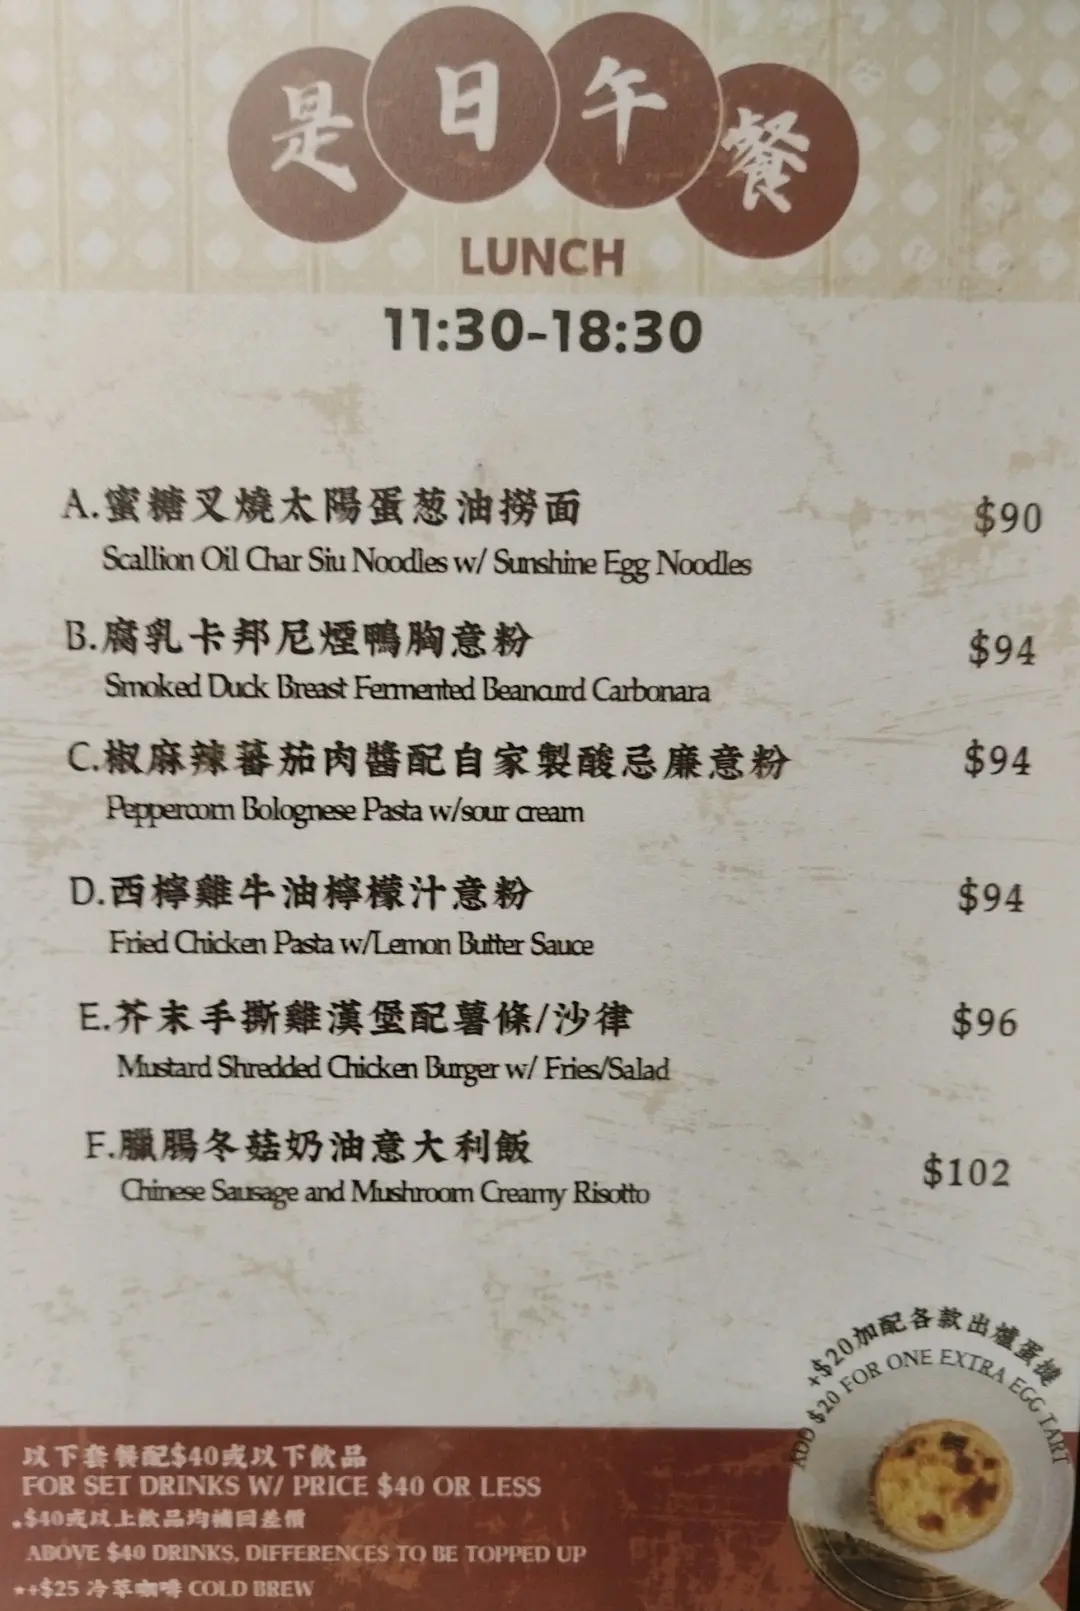 是日午餐
LUNCH
11:30-18:30
A.蜜糖叉燒太陽蛋葱油撈面 $90
Scallion Oil Char Siu Noodles w/ Sunshine Egg Noodles
B.腐乳卡邦尼煙鴨胸意粉 $94
Smoked Duck Breast Fermented Beancurd Carbonara
C.椒麻辣蕃茄肉醬配自家製酸忌廉意粉 $94
Peppercorn Bolognese Pasta w/sour cream
D.西檸雞牛油檸檬汁意粉 $94
Fried Chicken Pasta w/Lemon Butter Sauce
E.芥末手撕雞漢堡配薯條/沙律 $96
Mustard Shredded Chicken Burger w/ Fries/Salad
F.臘腸冬菇奶油意大利飯 $102
Chinese Sausage and Mushroom Creamy Risotto
+$20加配各款出爐蛋撻
ADD $20 FOR ONE EXTRA EGG TART
以下套餐配$40或以下飲品
FOR SET DRINKS W/ PRICE $40 OR LESS
.$40或以上飲品均補回差價
ABOVE $40 DRINKS, DIFFERENCES TO BE TOPPED UP
*+$25 冷萃咖啡 COLD BREW